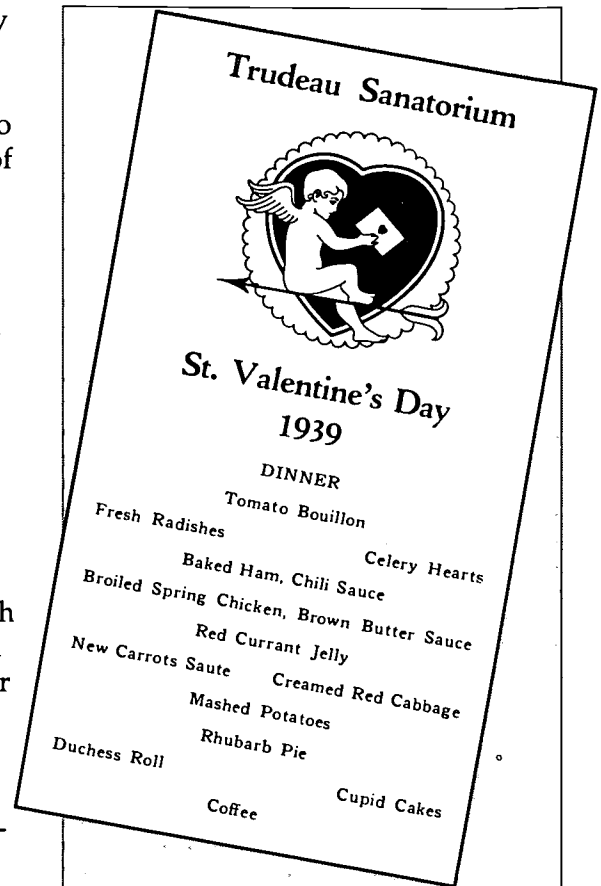 y
o
of
Trudeau Sanatorium
St. Valentine's Day
1939
DINNER
Tomato Bouillon
Fresh Radishes Celery Hearts
Baked Ham, Chili Sauce
Broiled Spring Chicken, Brown Butter Sauce
Red Currant Jelly
New Carrots Saute Creamed Red Cabbage
Mashed Potatoes
Rhubarb Pie
Duchess Roll Cupid Cakes
Coffee
h
r